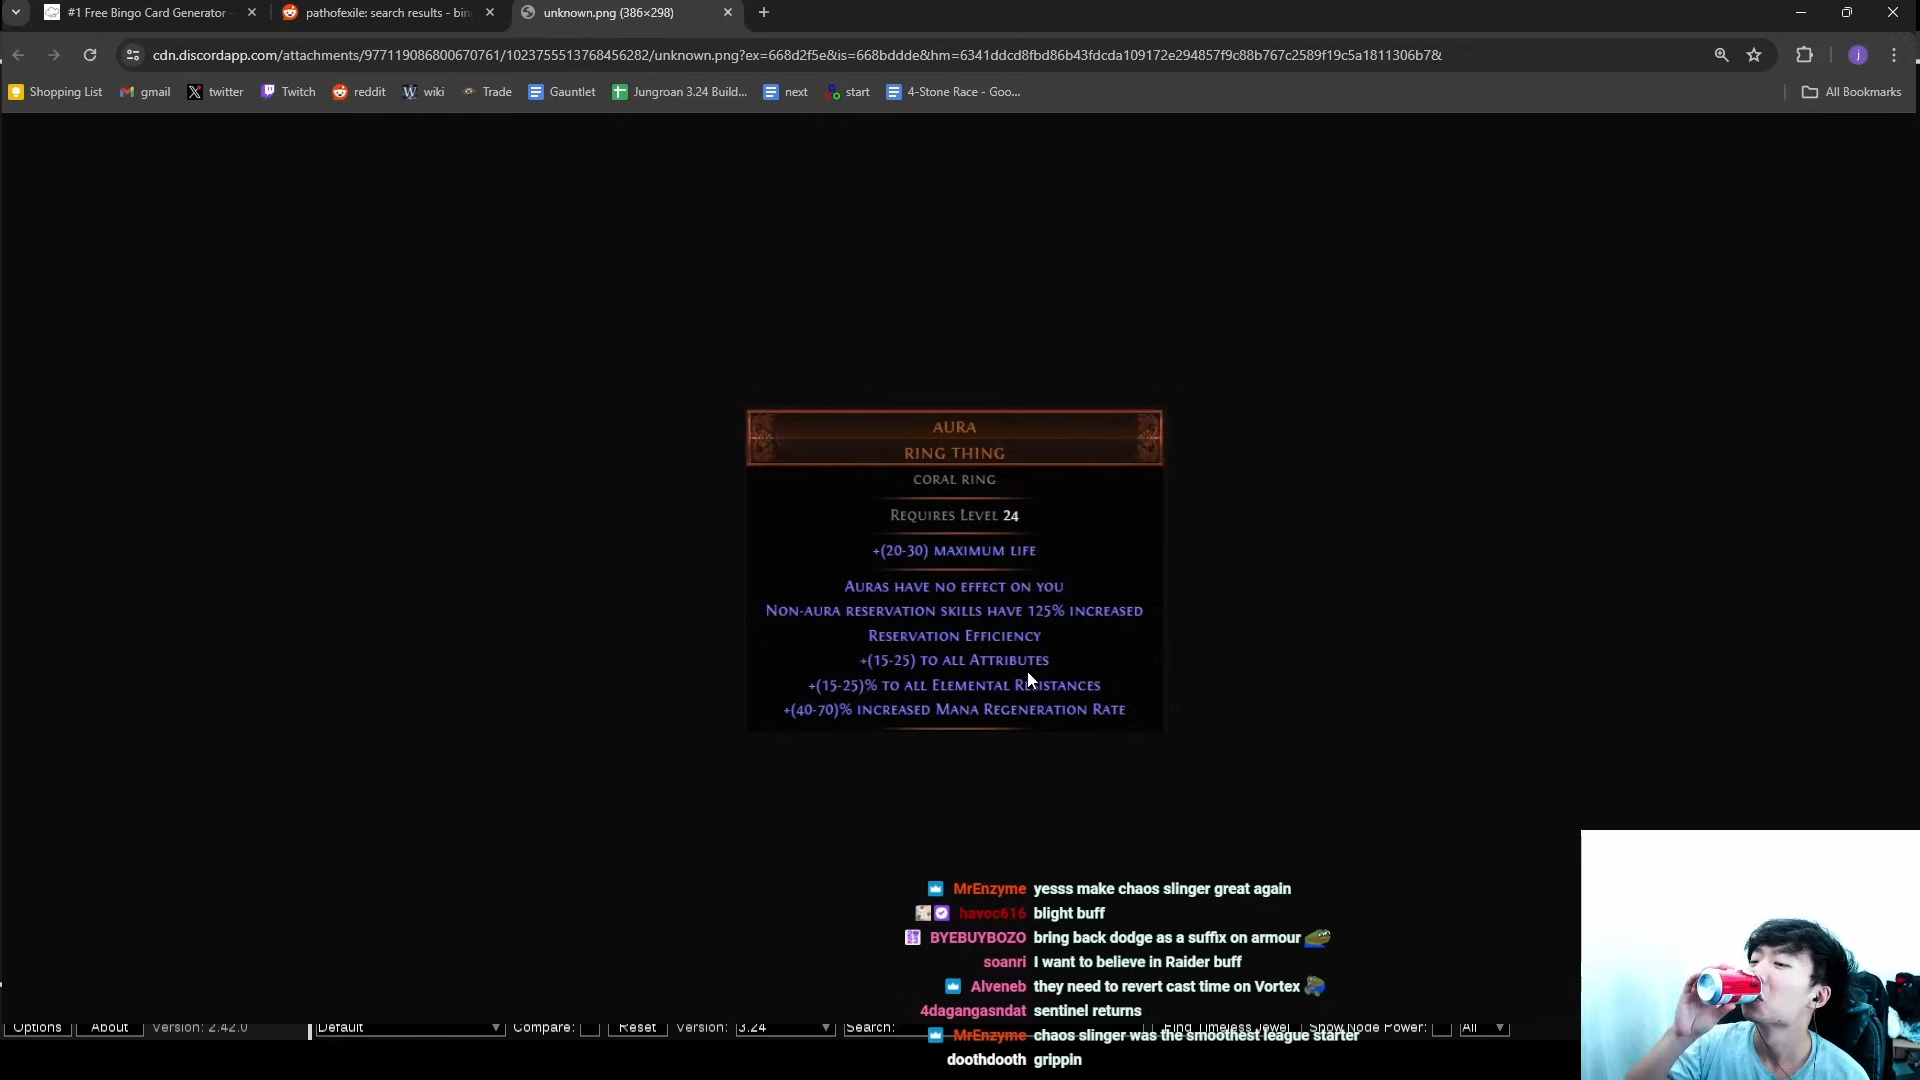 #1 Free Bingo Card Generator
pathofexile: search results - bin
unknown.png (386×298)
cdn.discordapp.com/attachments/977119086800670761/1023755513768456282/unknown.png?ex=668d2f5e&is=668bddde&hm=6341ddcd8fbd86b43fdcda109172e294857f9c88b767c2589f19c5a1811306b7&
Shopping List
gmail
twitter
Twitch
reddit
wiki
Trade
Gauntlet
Jungroan 3.24 Build...
next
start
4-Stone Race - Goo...
All Bookmarks
AURA
RING THING
CORAL RING
REQUIRES LEVEL 24
+(20-30) MAXIMUM LIFE
AURAS HAVE NO EFFECT ON YOU
NON-AURA RESERVATION SKILLS HAVE 125% INCREASED
RESERVATION EFFICIENCY
+(15-25) TO ALL ATTRIBUTES
+(15-25)% TO ALL ELEMENTAL RESISTANCES
+(40-70)% INCREASED MANA REGENERATION RATE
MrEnzyme yesss make chaos slinger great again
havoc616 blight buff
BYEBUYBOZO bring back dodge as a suffix on armour
soanri I want to believe in Raider buff
Alveneb they need to revert cast time on Vortex
4dagangasndat sentinel returns
Options About Version: 2.42.0 Default Compare: Reset Version: 3.24 Search: Find Timeless Jewel Show Node Power: All
MrEnzyme chaos slinger was the smoothest league starter
doothdooth grippin